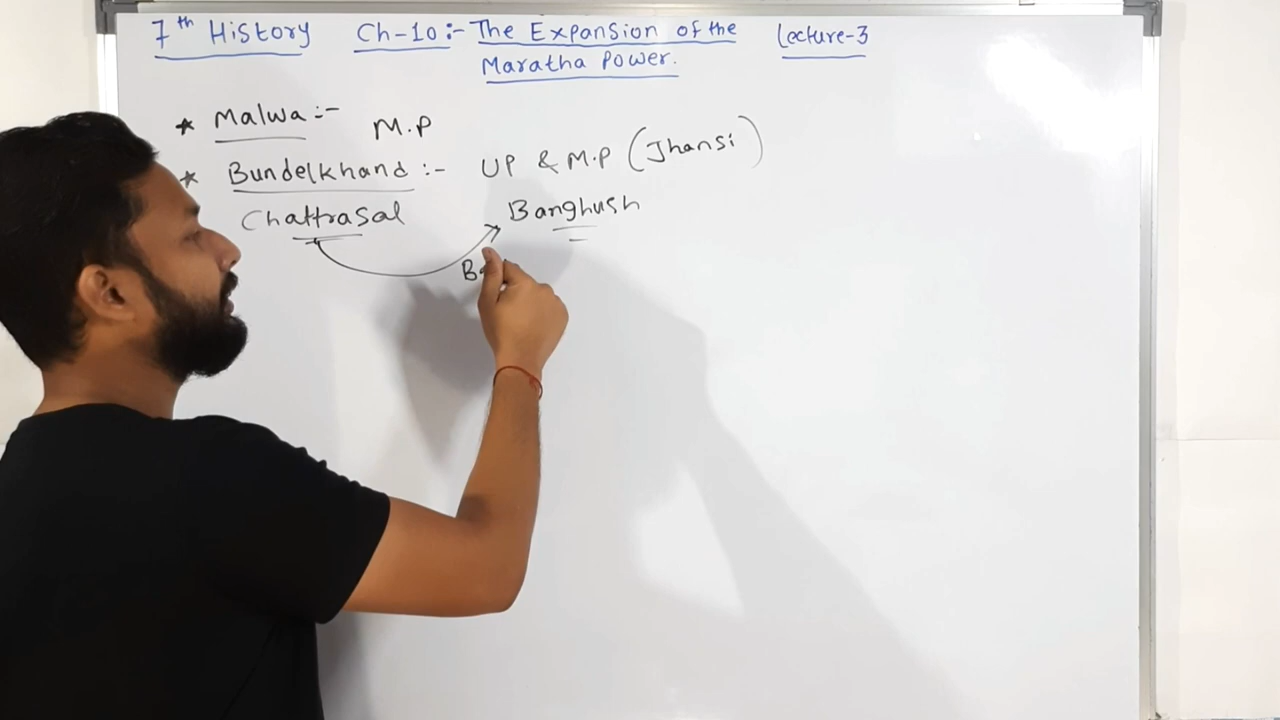 7th History Ch-10:- The Expansion of the Lecture-3
Maratha Power.
* Malwa:- M.P
* Bundelkhand:- UP & M.P (Jhansi)
Chattrasal Banghush